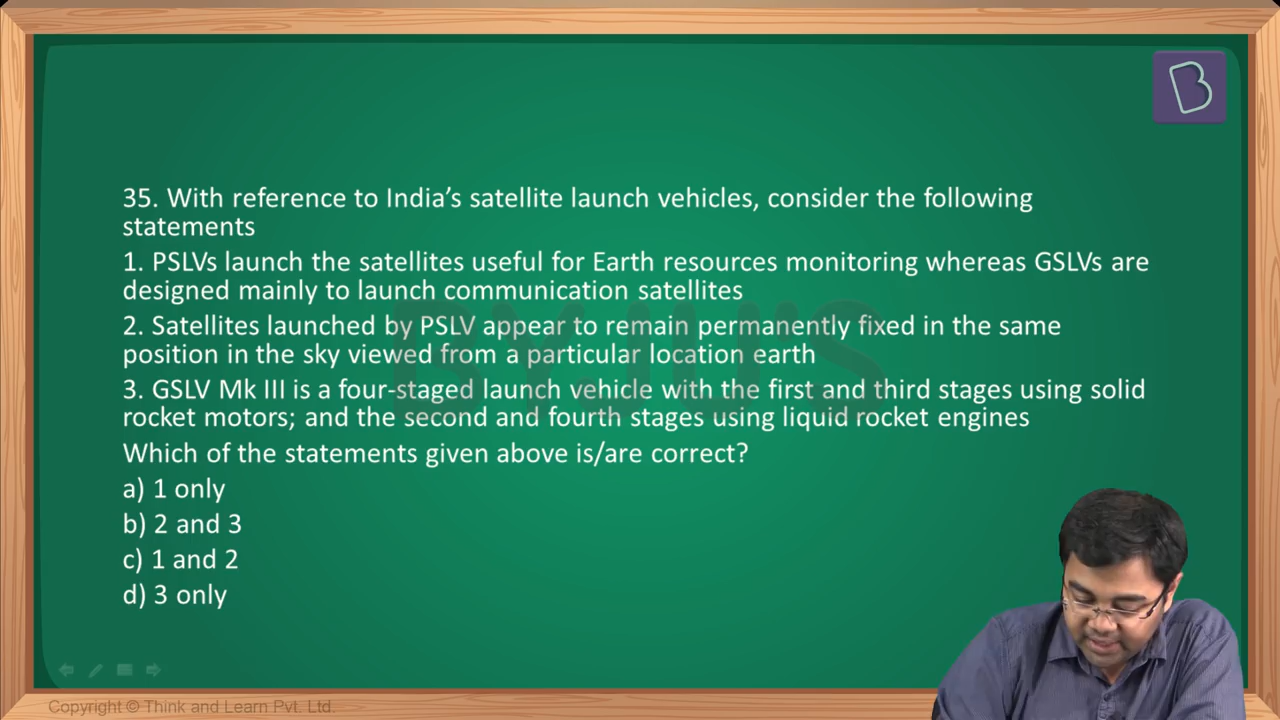 35. With reference to India's satellite launch vehicles, consider the following
statements
1. PSLVs launch the satellites useful for Earth resources monitoring whereas GSLVs are
designed mainly to launch communication satellites
2. Satellites launched by PSLV appear to remain permanently fixed in the same
position in the sky viewed from a particular location earth
3. GSLV Mk III is a four-staged launch vehicle with the first and third stages using solid
rocket motors; and the second and fourth stages using liquid rocket engines
Which of the statements given above is/are correct?
a) 1 only
b) 2 and 3
c) 1 and 2
d) 3 only
B
BYJU'S
Copyright © Think and Learn Pvt. Ltd.